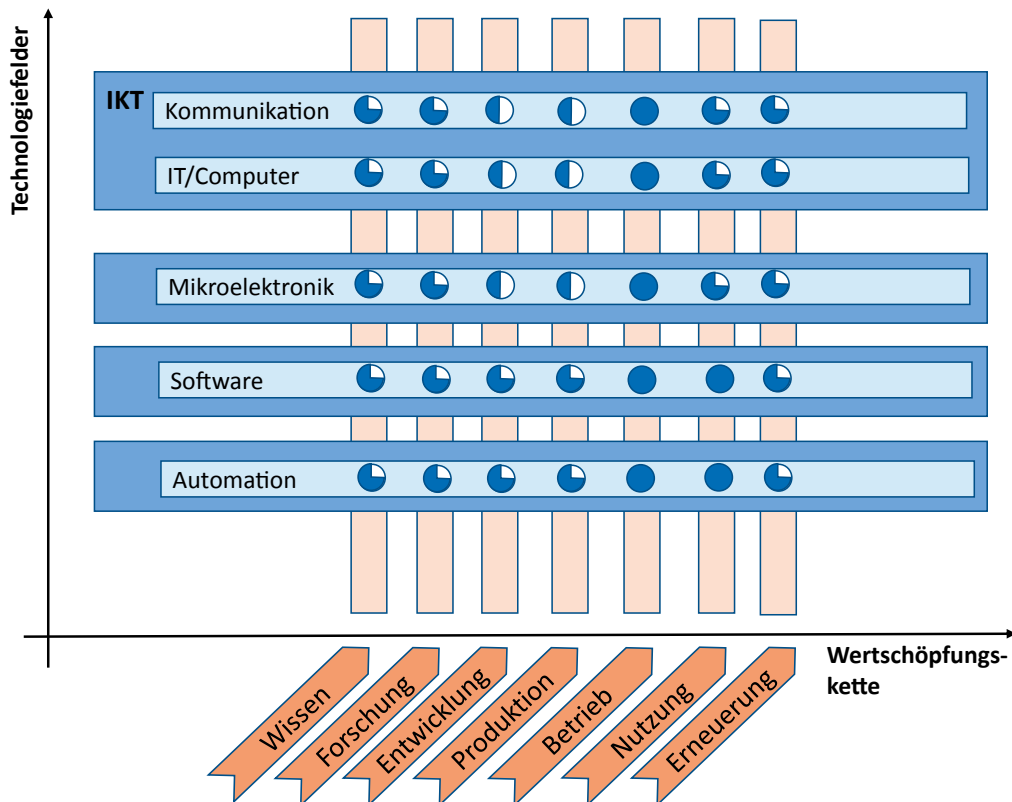 Technologiefelder
IKT
Kommunikation
IT/Computer
Mikroelektronik
Software
Automation
Wertschöpfungs-
kette
Wissen
Forschung
Entwicklung
Produktion
Betrieb
Nutzung
Erneuerung